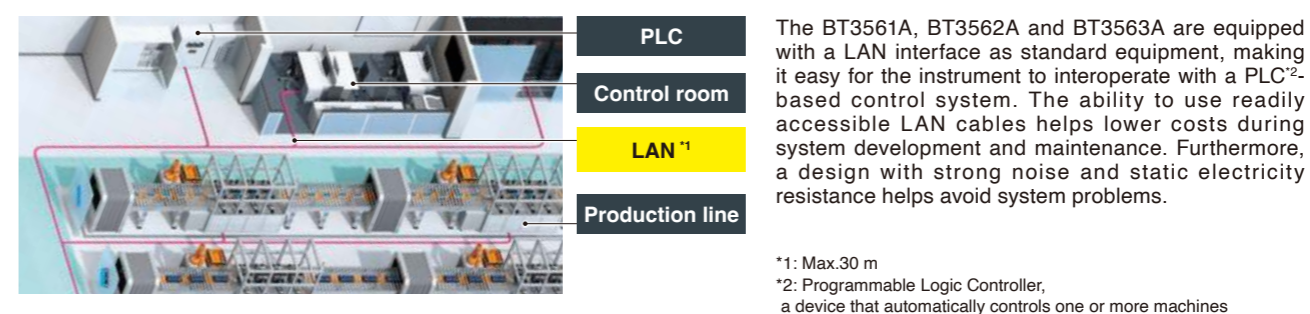 PLC
Control room
LAN *1
Production line
The BT3561A, BT3562A and BT3563A are equipped
with a LAN interface as standard equipment, making
it easy for the instrument to interoperate with a PLC*2-
based control system. The ability to use readily
accessible LAN cables helps lower costs during
system development and maintenance. Furthermore,
a design with strong noise and static electricity
resistance helps avoid system problems.
*1: Max.30 m
*2: Programmable Logic Controller,
a device that automatically controls one or more machines